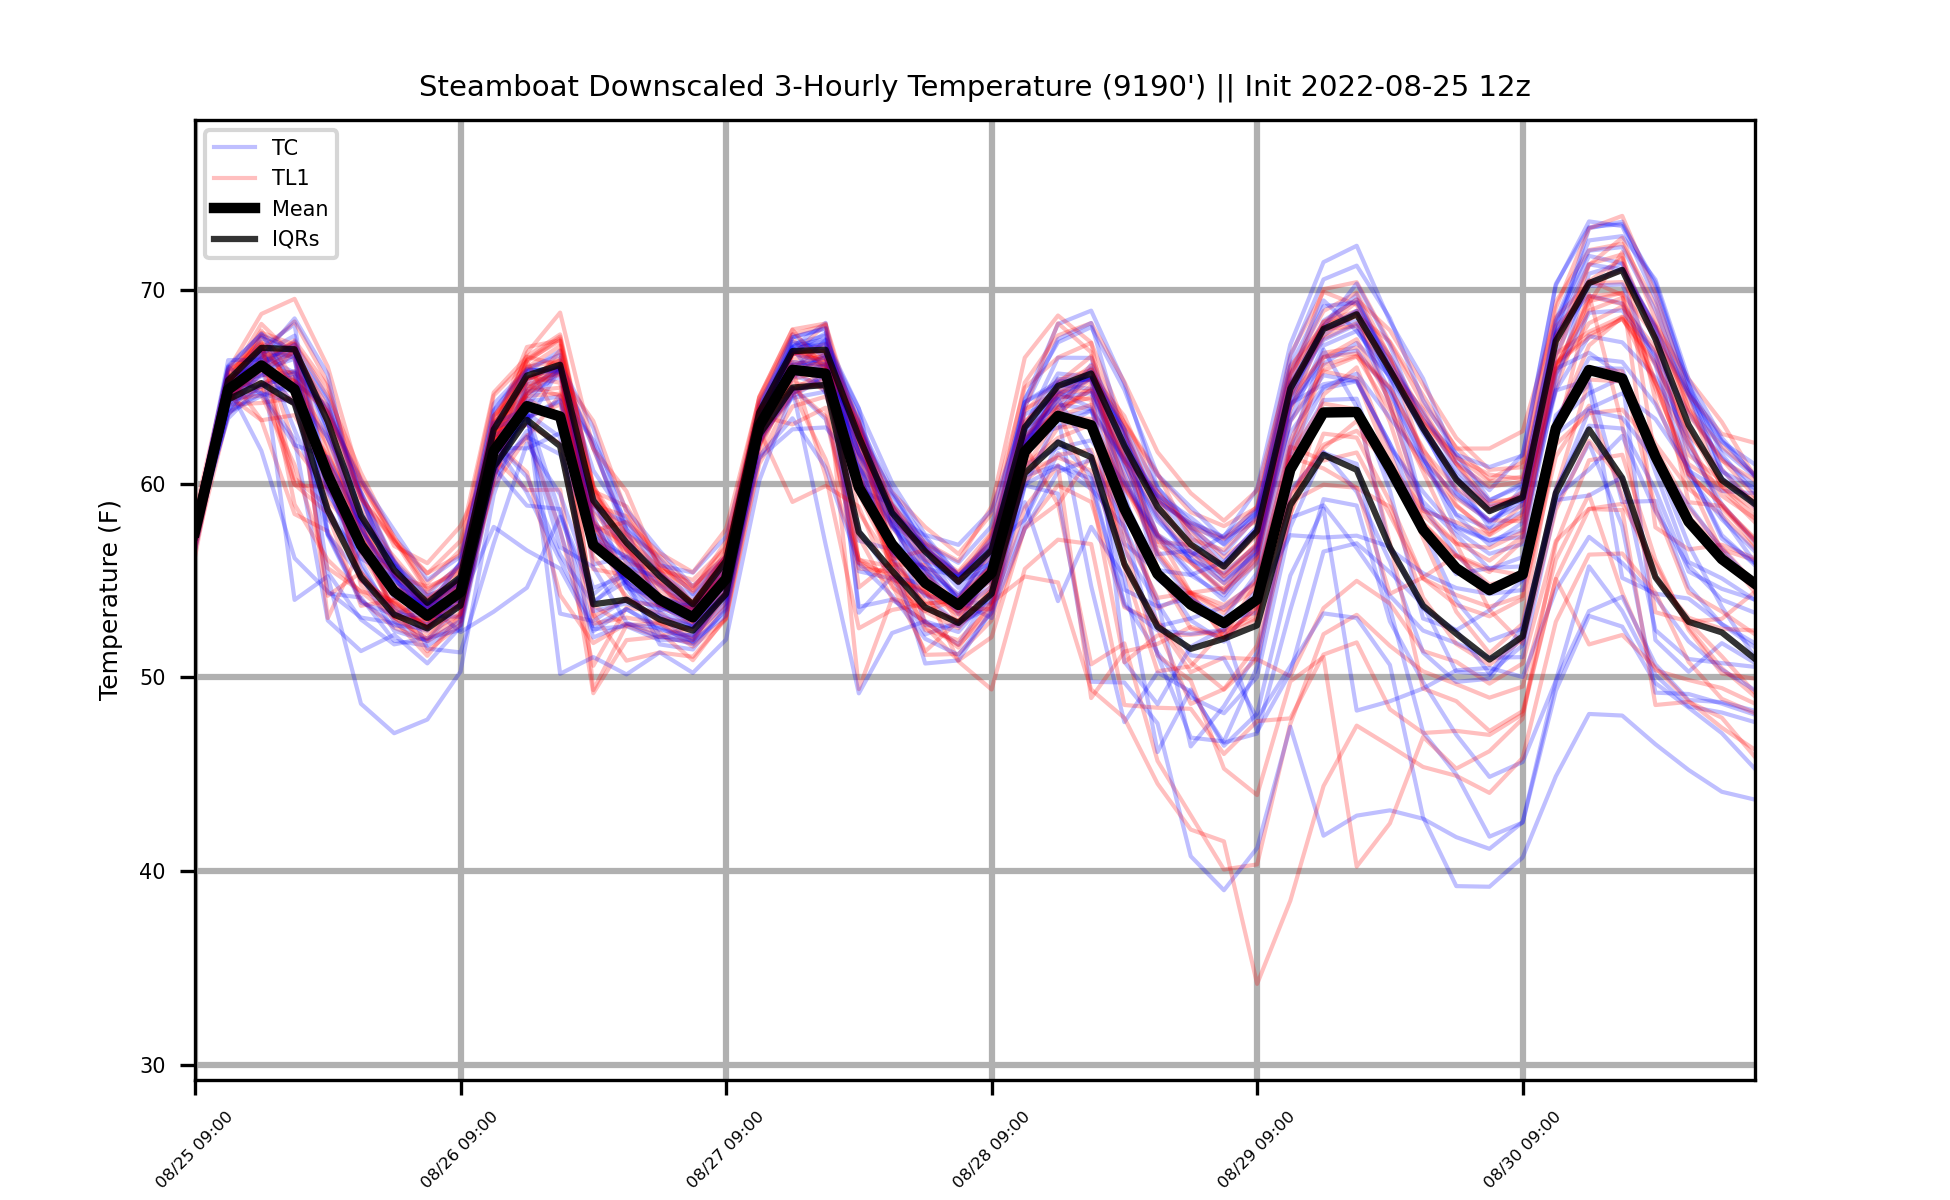 Steamboat Downscaled 3-Hourly Temperature (9190') || Init 2022-08-25 12z
TC
TL1
Mean
IQRs
Temperature (F)
70
60
50
40
30
08/25 09:00
08/26 09:00
08/27 09:00
08/28 09:00
08/29 09:00
08/30 09:00